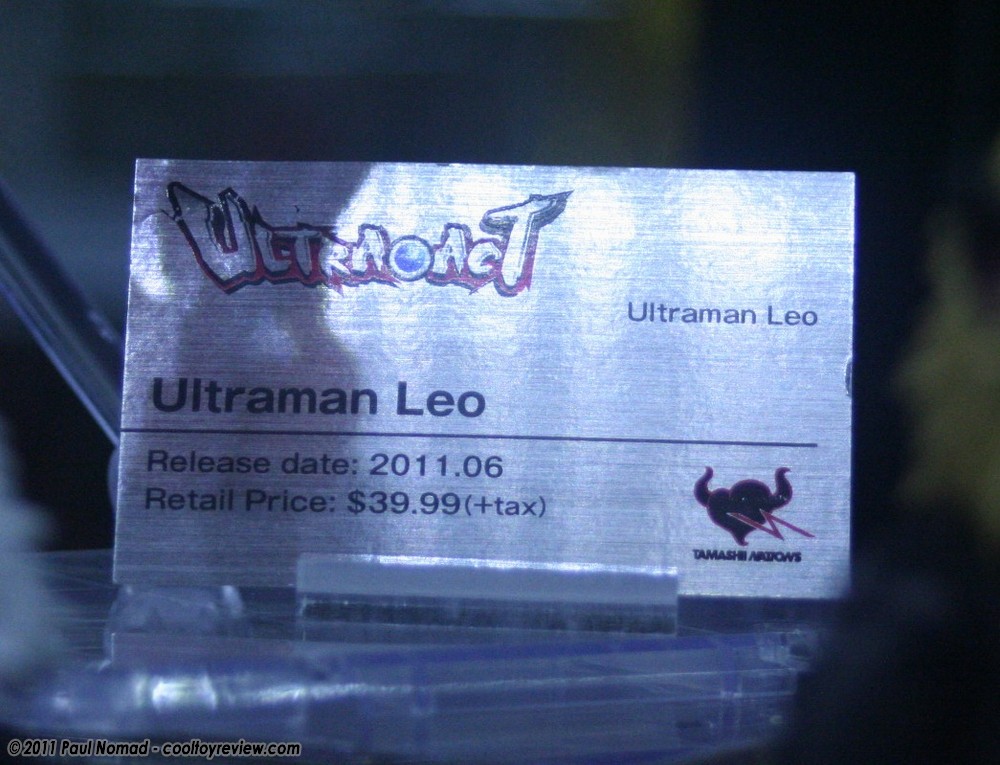 ULTRA-ACT
Ultraman Leo
Ultraman Leo
Release date: 2011.06
Retail Price: $39.99(+tax)
TAMASHII NATIONS
©2011 Paul Nomad - cooltoyreview.com